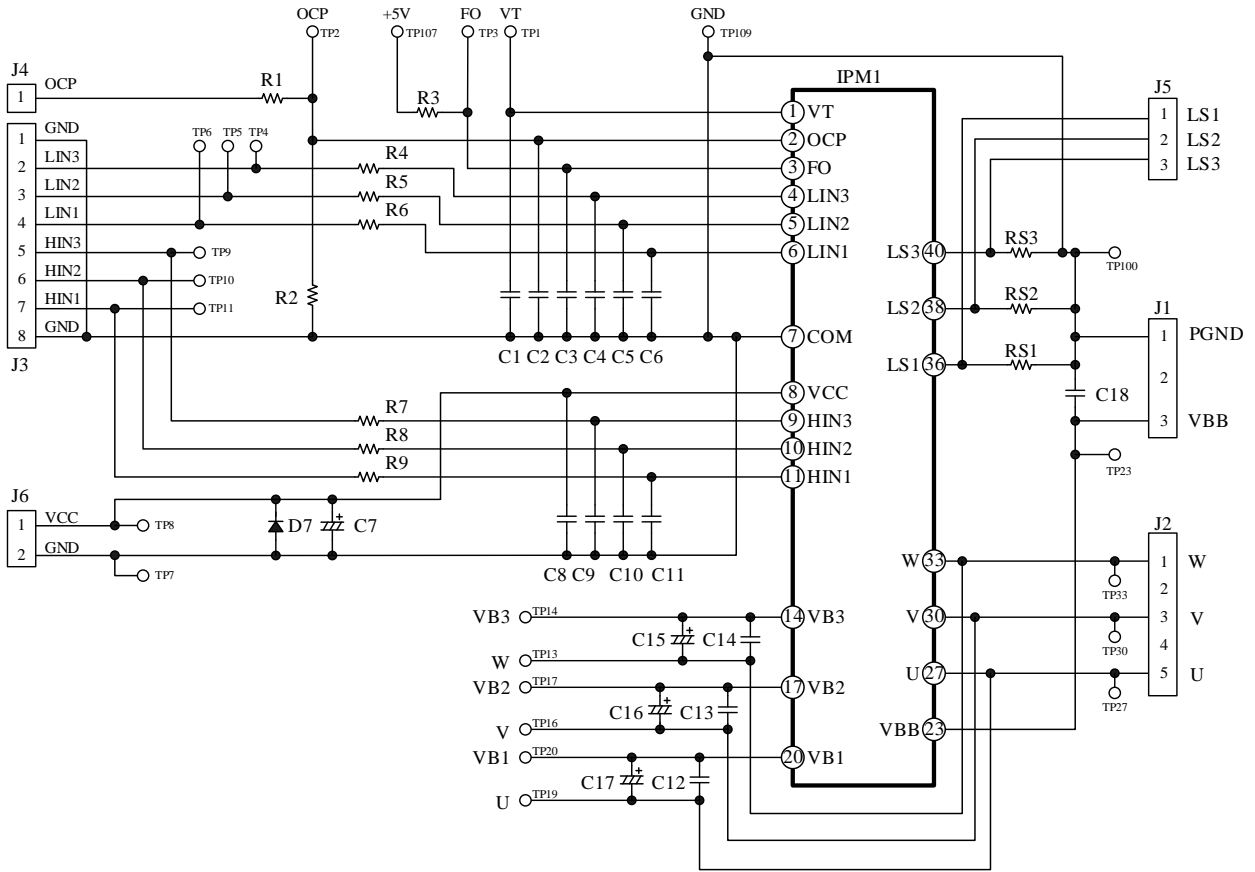 OCP +5V FO VT GND
TP2 TP107 TP3 TP1 TP109
J4 IPM1
1 OCP R1 J5
R3 1 VT 1 LS1
J3
1 GND TP6 TP5 TP4 2 OCP 2 LS2
2 LIN3 R4 3 FO 3 LS3
3 LIN2 R5 4 LIN3
4 LIN1 R6 5 LIN2
5 HIN3 TP9 6 LIN1 LS3 40 RS3 TP100
6 HIN2 TP10
7 HIN1 TP11 R2 LS2 38 RS2 J1
8 GND C1 C2 C3 C4 C5 C6 7 COM 1 PGND
LS1 36 RS1 2
8 VCC C18
R7 9 HIN3 3 VBB
R8 10 HIN2 TP23
R9 11 HIN1
J6
1 VCC TP8 D7 + C7 J2
2 GND W 33 1 W
TP7 C8 C9 C10 C11 TP33 2
VB3 TP14 C15 + C14 14 VB3 V 30 3 V
W TP13 TP30 4
VB2 TP17 C16 + C13 17 VB2 U 27 5 U
V TP16 TP27
VBB 23
VB1 TP20 C17 + C12 20 VB1
U TP19